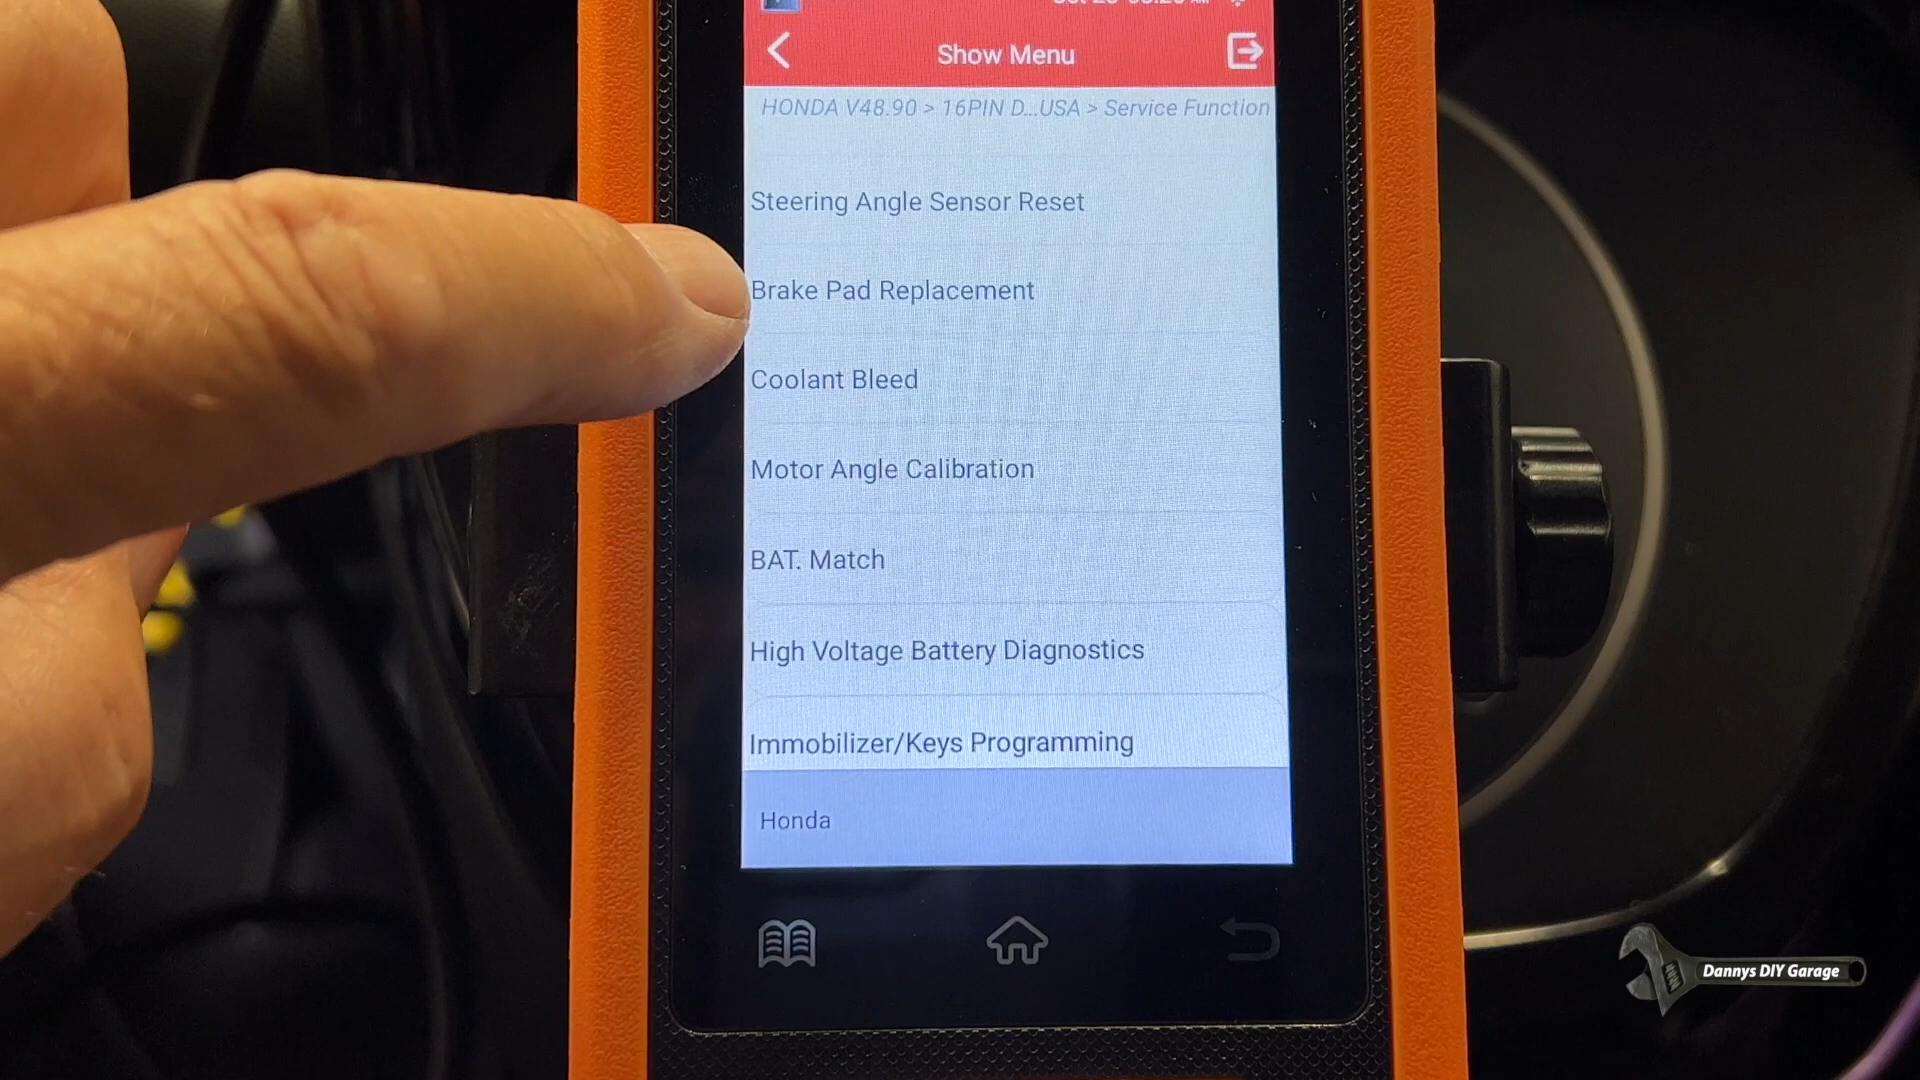 Show Menu
HONDA V48.90 > 16PIN D...USA > Service Function
Steering Angle Sensor Reset
Brake Pad Replacement
Coolant Bleed
Motor Angle Calibration
BAT. Match
High Voltage Battery Diagnostics
Immobilizer/Keys Programming
Honda
Dannys DIY Garage